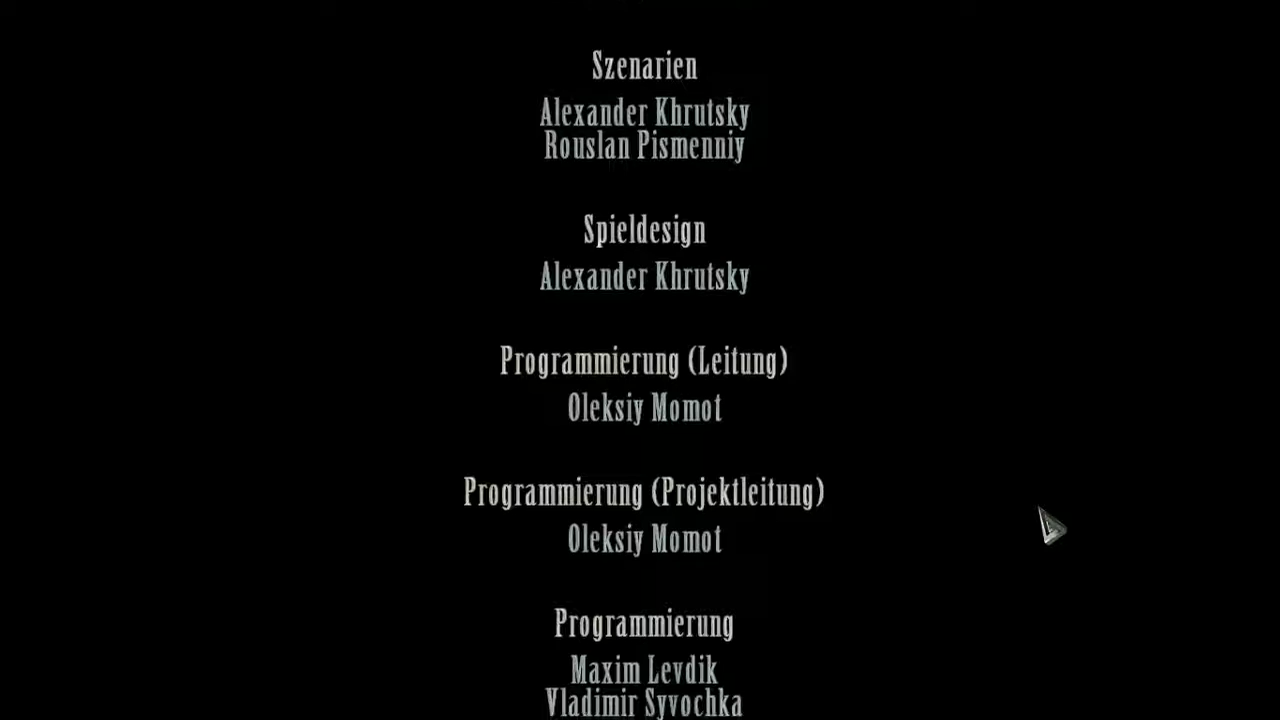 Szenarien
Alexander Khrutsky
Rouslan Pismenniy
Spieldesign
Alexander Khrutsky
Programmierung (Leitung)
Oleksiy Momot
Programmierung (Projektleitung)
Oleksiy Momot
Programmierung
Maxim Levdik
Vladimir Syvochka